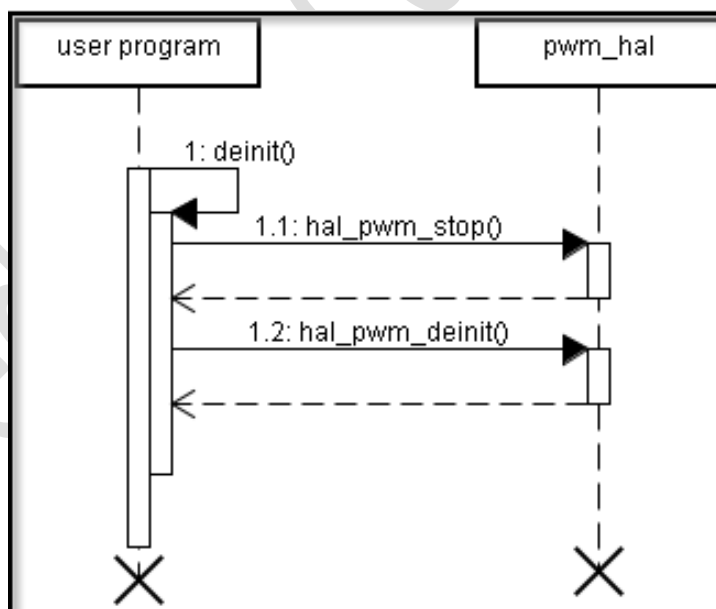 user program
pwm_hal
1: deinit()
1.1: hal_pwm_stop()
1.2: hal_pwm_deinit()